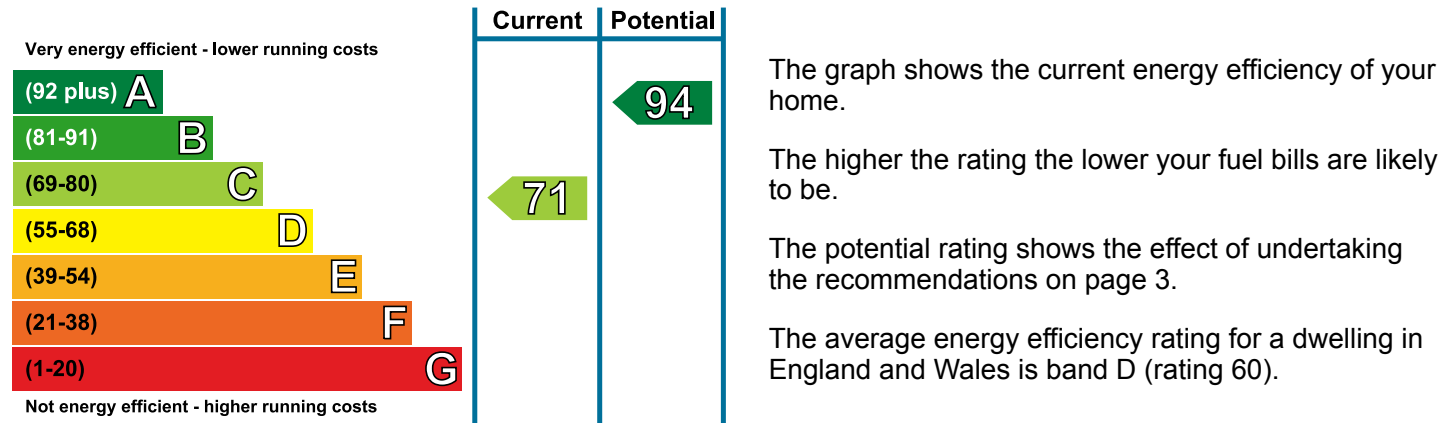 Current Potential
Very energy efficient - lower running costs
(92 plus) A
94
(81-91) B
(69-80) C
71
(55-68) D
(39-54) E
(21-38) F
(1-20) G
Not energy efficient - higher running costs
The graph shows the current energy efficiency of your
home.
The higher the rating the lower your fuel bills are likely
to be.
The potential rating shows the effect of undertaking
the recommendations on page 3.
The average energy efficiency rating for a dwelling in
England and Wales is band D (rating 60).